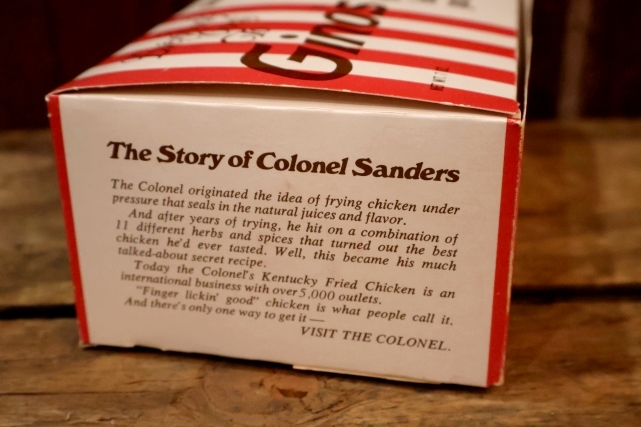 Ginos
The Story of Colonel Sanders
The Colonel originated the idea of frying chicken under
pressure that seals in the natural juices and flavor.
And after years of trying, he hit on a combination of
11 different herbs and spices that turned out the best
chicken he'd ever tasted. Well, this became his much
talked-about secret recipe.
Today the Colonel's Kentucky Fried Chicken is an
international business with over 5,000 outlets.
"Finger lickin' good" chicken is what people call it.
And there's only one way to get it —
VISIT THE COLONEL.